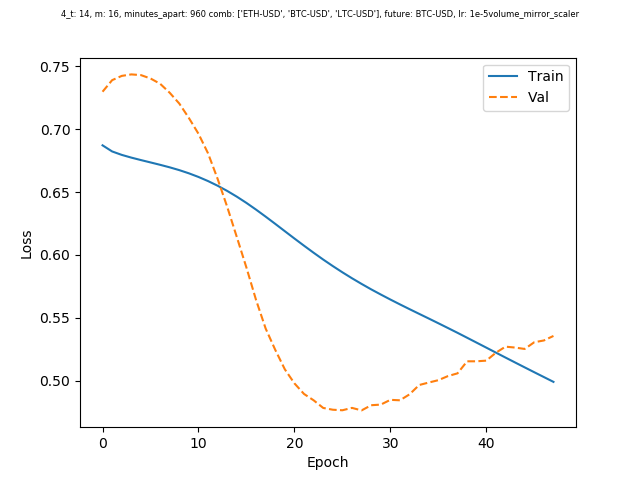 4_t: 14, m: 16, minutes_apart: 960 comb: ['ETH-USD', 'BTC-USD', 'LTC-USD'], future: BTC-USD, lr: 1e-5volume_mirror_scaler
Train
Val
0.75
0.70
0.65
0.60
0.55
0.50
Loss
0 10 20 30 40
Epoch